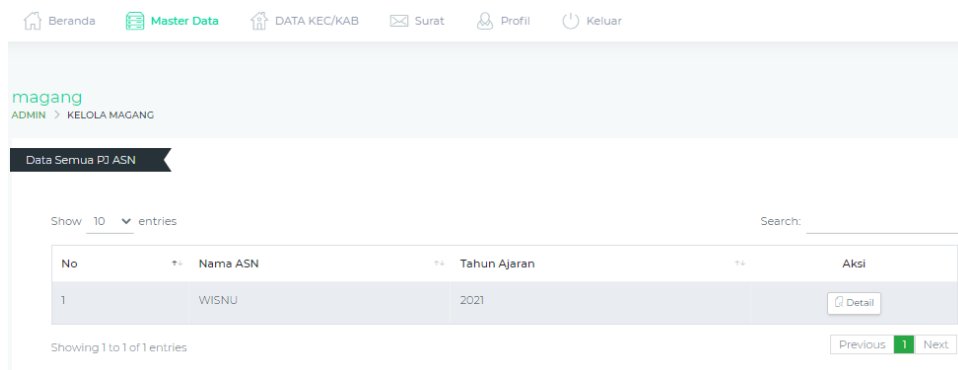 Beranda Master Data DATA KEC/KAB Surat Profil Keluar
magang
ADMIN > KELOLA MAGANG
Data Semua PJ ASN
Show 10 entries Search:
No Nama ASN Tahun Ajaran Aksi
1 WISNU 2021 Detail
Showing 1 to 1 of 1 entries Previous 1 Next